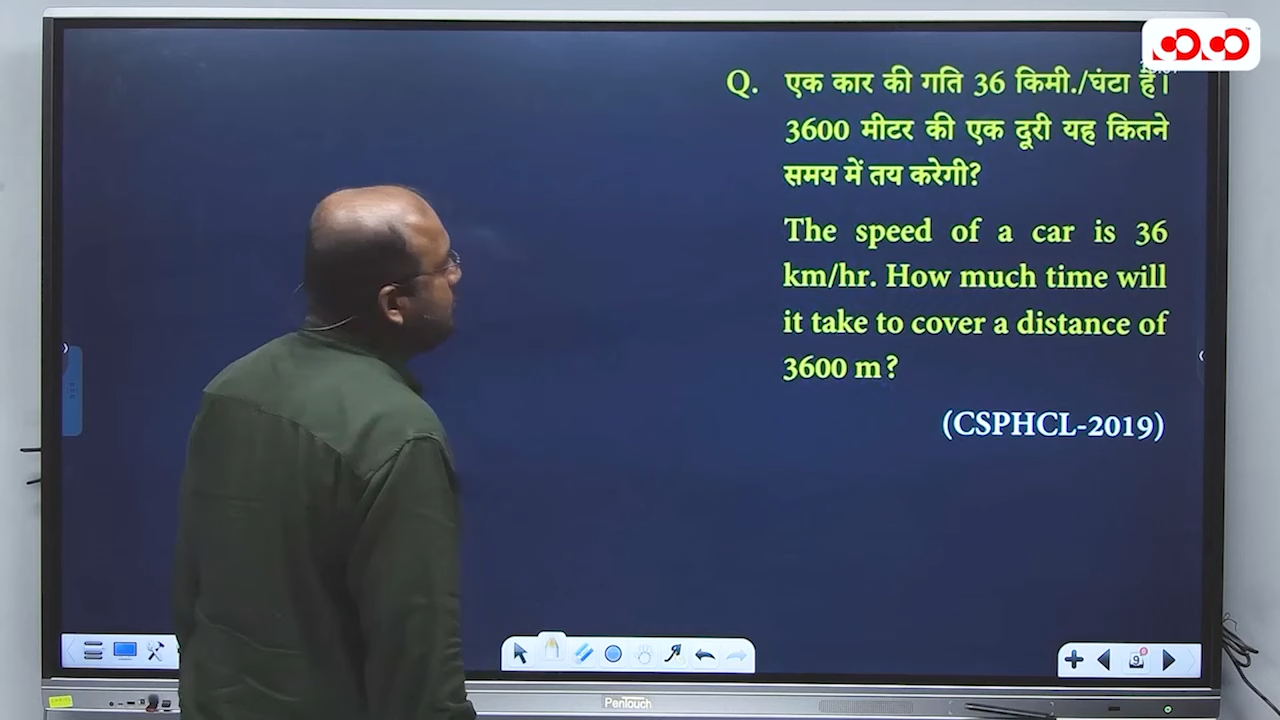 Q. एक कार की गति 36 किमी./घंटा है।
3600 मीटर की एक दूरी यह कितने
समय में तय करेगी?
The speed of a car is 36
km/hr. How much time will
it take to cover a distance of
3600 m?
(CSPHCL-2019)
9
PenTouch